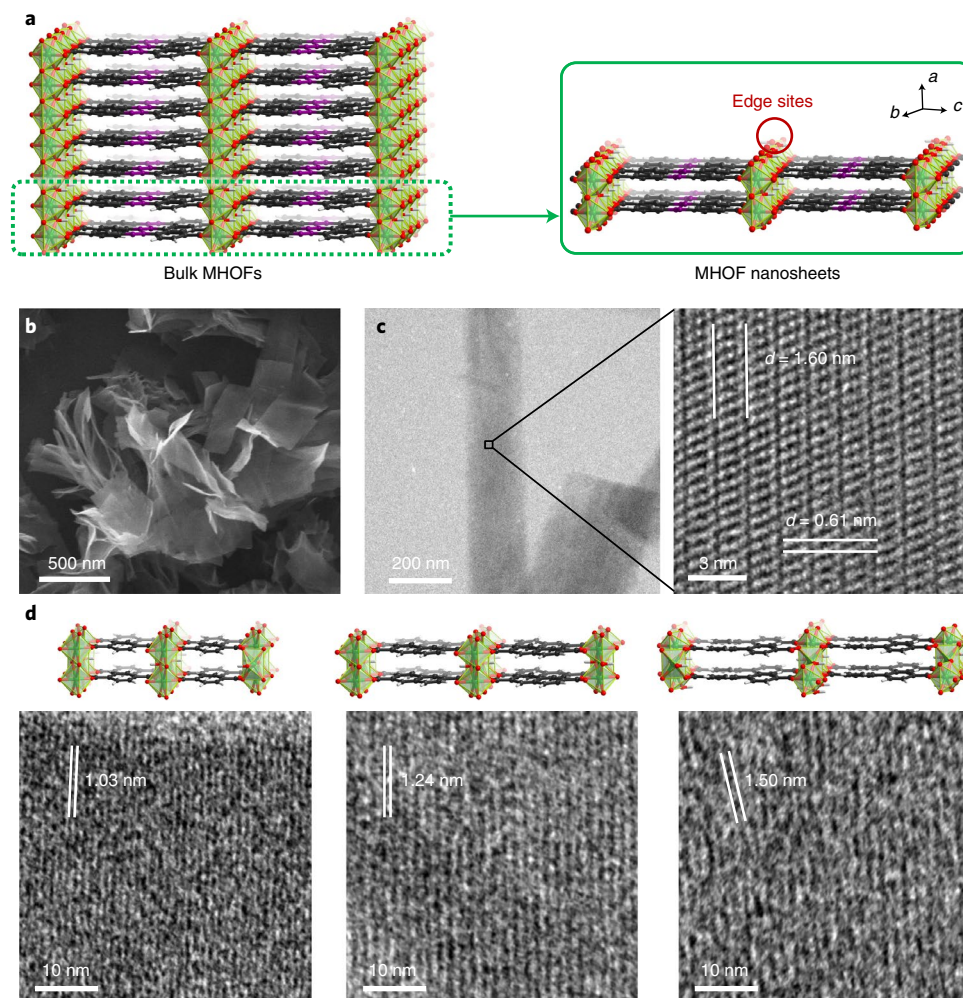 a
Edge sites
a
b
c
Bulk MHOFs
MHOF nanosheets
b
500 nm
c
200 nm
d = 1.60 nm
d = 0.61 nm
3 nm
d
1.03 nm
10 nm
1.24 nm
10 nm
1.50 nm
10 nm